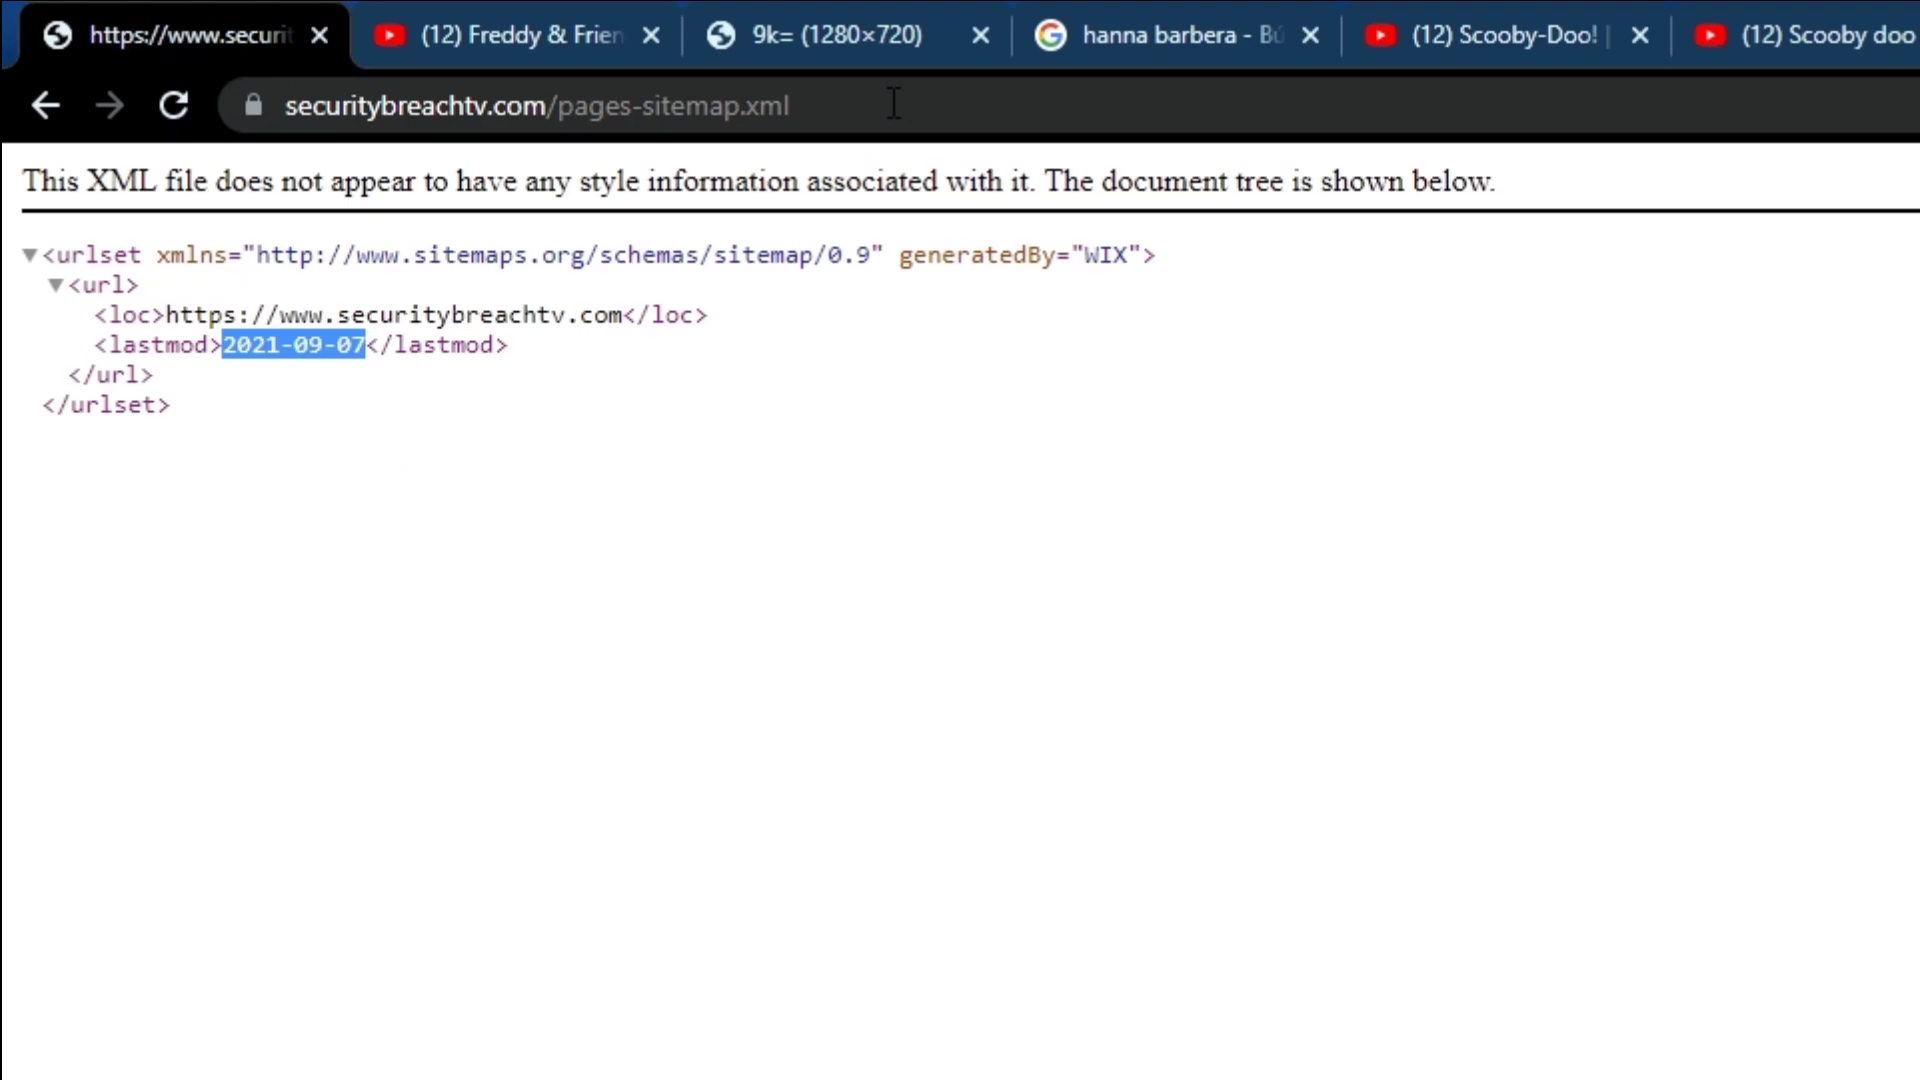 https://www.securit
(12) Freddy & Frien
9k= (1280×720)
hanna barbera - Bú
(12) Scooby-Doo! |
(12) Scooby doo
securitybreachtv.com/pages-sitemap.xml
This XML file does not appear to have any style information associated with it. The document tree is shown below.
<urlset xmlns="http://www.sitemaps.org/schemas/sitemap/0.9" generatedBy="WIX">
<url>
<loc>https://www.securitybreachtv.com</loc>
<lastmod>2021-09-07</lastmod>
</url>
</urlset>